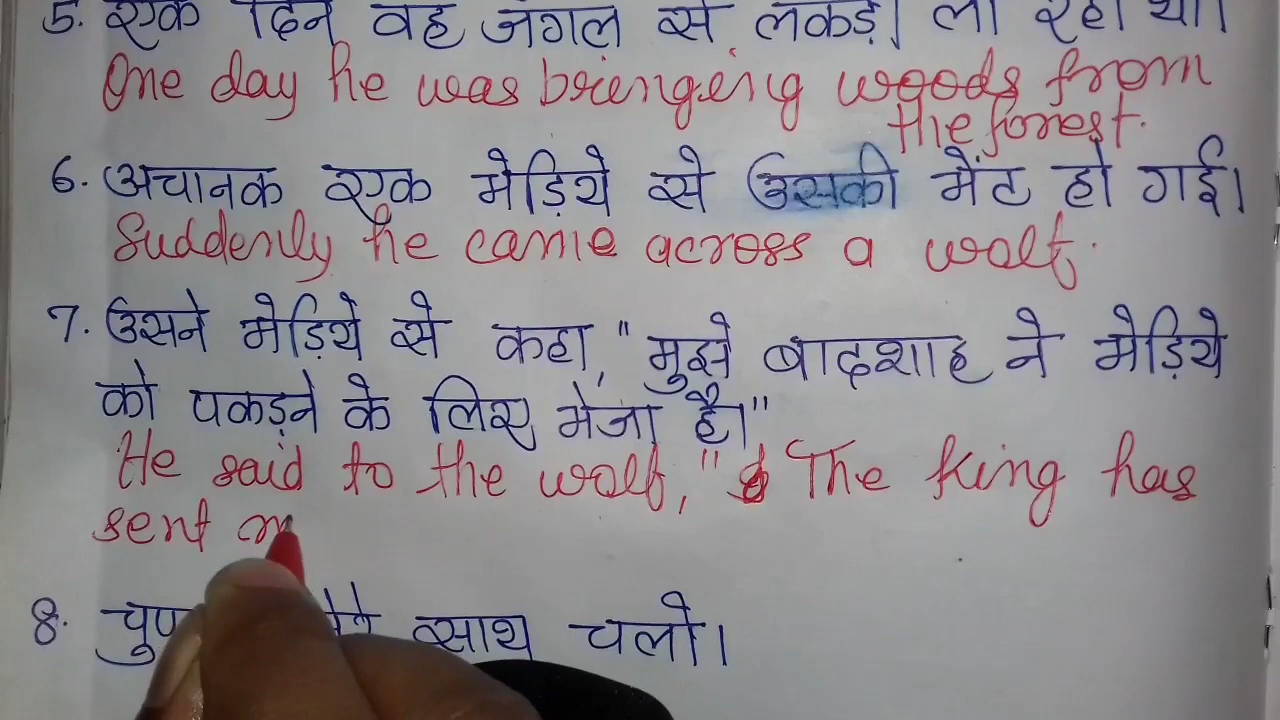 5. एक दिन वह जंगल से लकड़ी ला रहा था।
One day he was bringing woods from
the forest.
6. अचानक एक भेड़िये से उसकी भेंट हो गई।
Suddenly he came across a wolf.
7. उसने भेड़िये से कहा, "मुझे बादशाह ने भेड़िये
को पकड़ने के लिए भेजा है।"
He said to the wolf, " The king has
sent m
8. साथ चलो।